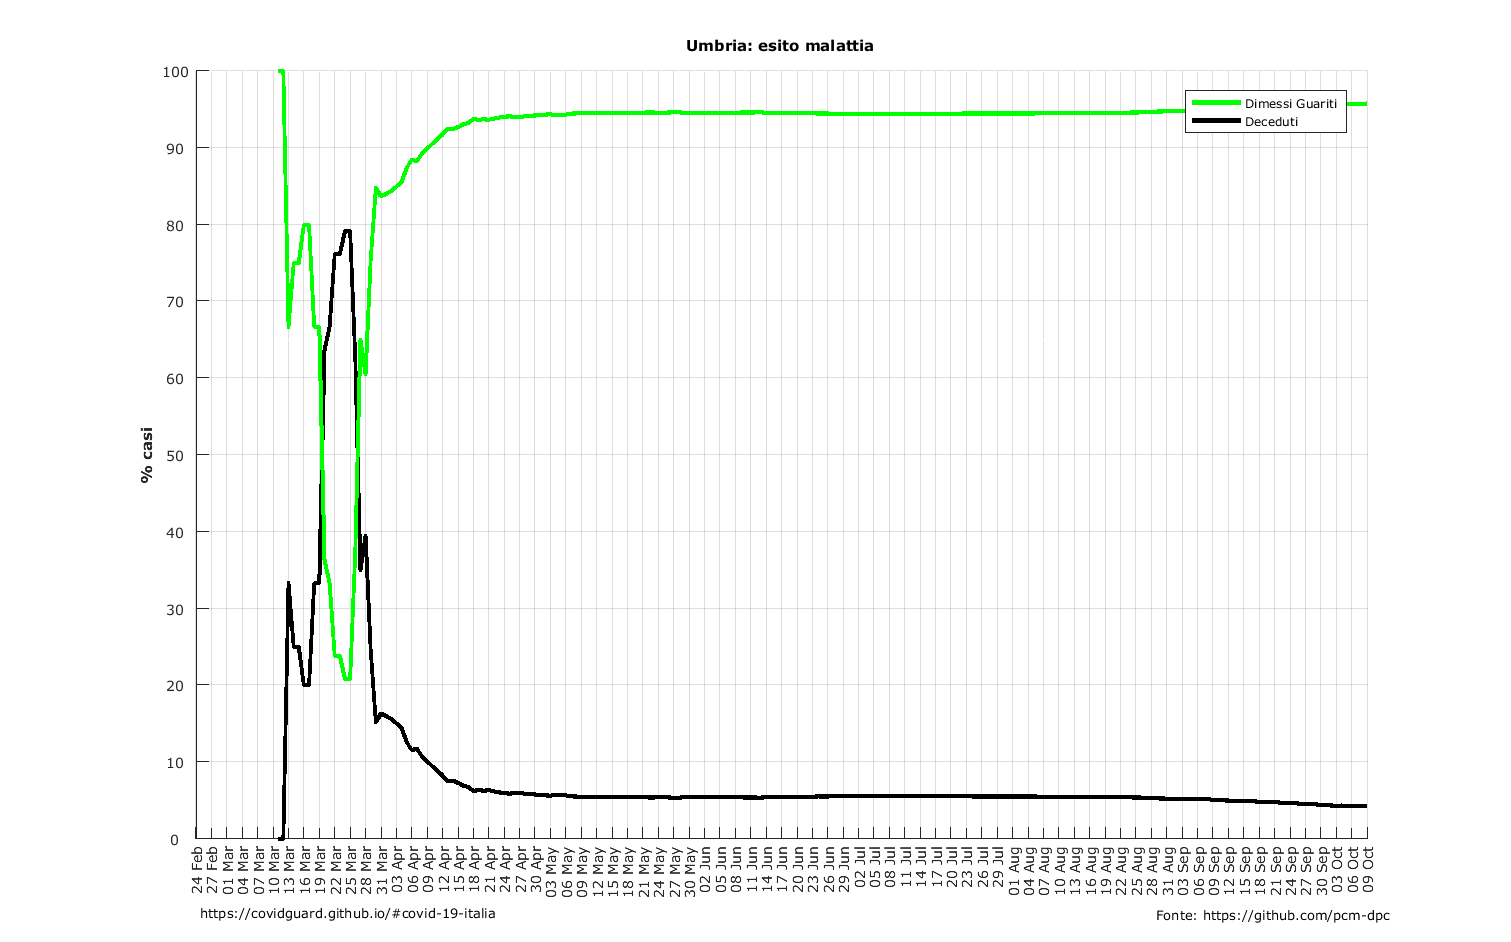 Umbria: esito malattia
% casi
100
90
80
70
60
50
40
30
20
10
0
Dimessi Guariti
Deceduti
24 Feb
27 Feb
01 Mar
04 Mar
07 Mar
10 Mar
13 Mar
16 Mar
19 Mar
22 Mar
25 Mar
28 Mar
31 Mar
03 Apr
06 Apr
09 Apr
12 Apr
15 Apr
18 Apr
21 Apr
24 Apr
27 Apr
30 Apr
03 May
06 May
09 May
12 May
15 May
18 May
21 May
24 May
27 May
30 May
02 Jun
05 Jun
08 Jun
11 Jun
14 Jun
17 Jun
20 Jun
23 Jun
26 Jun
29 Jun
02 Jul
05 Jul
08 Jul
11 Jul
14 Jul
17 Jul
20 Jul
23 Jul
26 Jul
29 Jul
01 Aug
04 Aug
07 Aug
10 Aug
13 Aug
16 Aug
19 Aug
22 Aug
25 Aug
28 Aug
31 Aug
03 Sep
06 Sep
09 Sep
12 Sep
15 Sep
18 Sep
21 Sep
24 Sep
27 Sep
30 Sep
03 Oct
06 Oct
09 Oct
https://covidguard.github.io/#covid-19-italia
Fonte: https://github.com/pcm-dpc